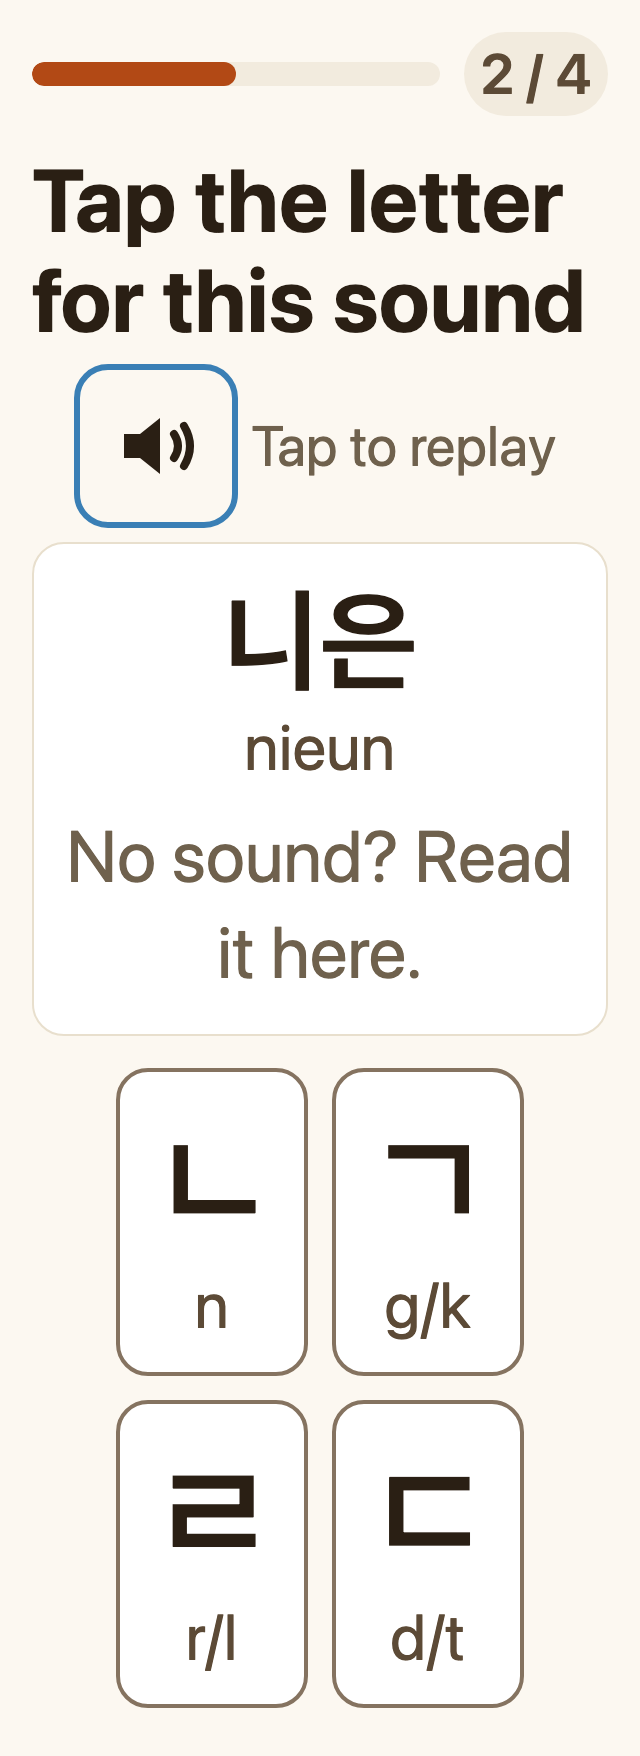 2 / 4
Tap the letter
for this sound
Tap to replay
니은
nieun
No sound? Read
it here.
ㄴ
n
ㄱ
g/k
ㄹ
r/l
ㄷ
d/t